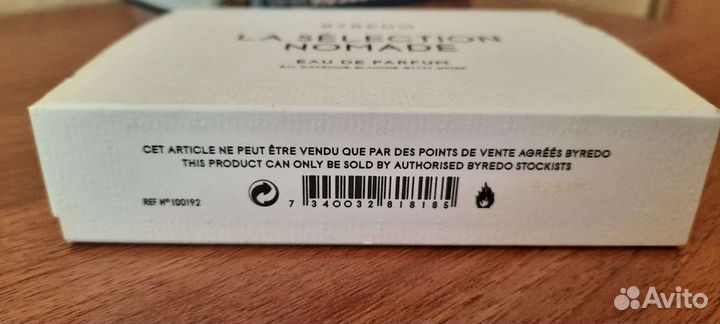 BYREDO
LA SÉLECTION
NOMADE
EAU DE PARFUM
CET ARTICLE NE PEUT ÊTRE VENDU QUE PAR DES POINTS DE VENTE AGRÉÉS BYREDO
THIS PRODUCT CAN ONLY BE SOLD BY AUTHORISED BYREDO STOCKISTS
REF Nº100192
7 340032 818185
Avito